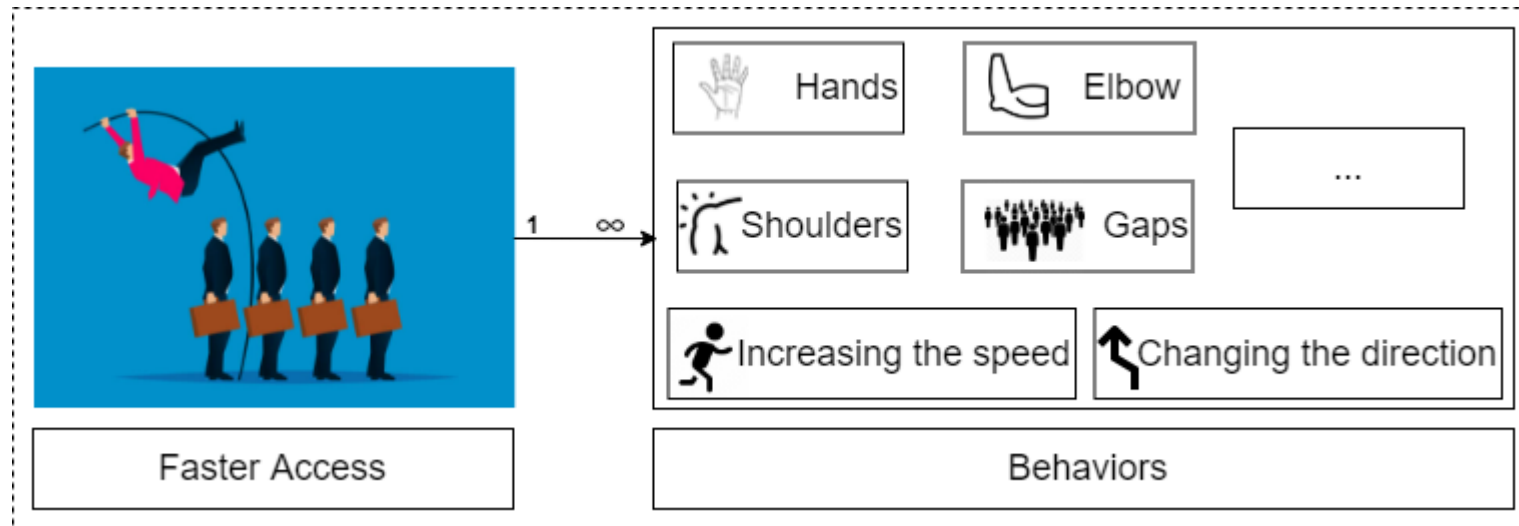 Hands
Elbow
...
Shoulders
Gaps
1 ∞
Increasing the speed
Changing the direction
Faster Access
Behaviors